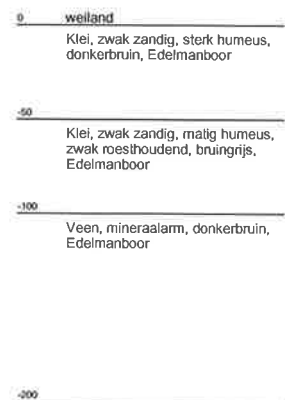 0 weiland
Klei, zwak zandig, sterk humeus,
donkerbruin, Edelmanboor
-50
Klei, zwak zandig, matig humeus,
zwak roesthoudend, bruingrijs,
Edelmanboor
-100
Veen, mineraalarm, donkerbruin,
Edelmanboor
-200